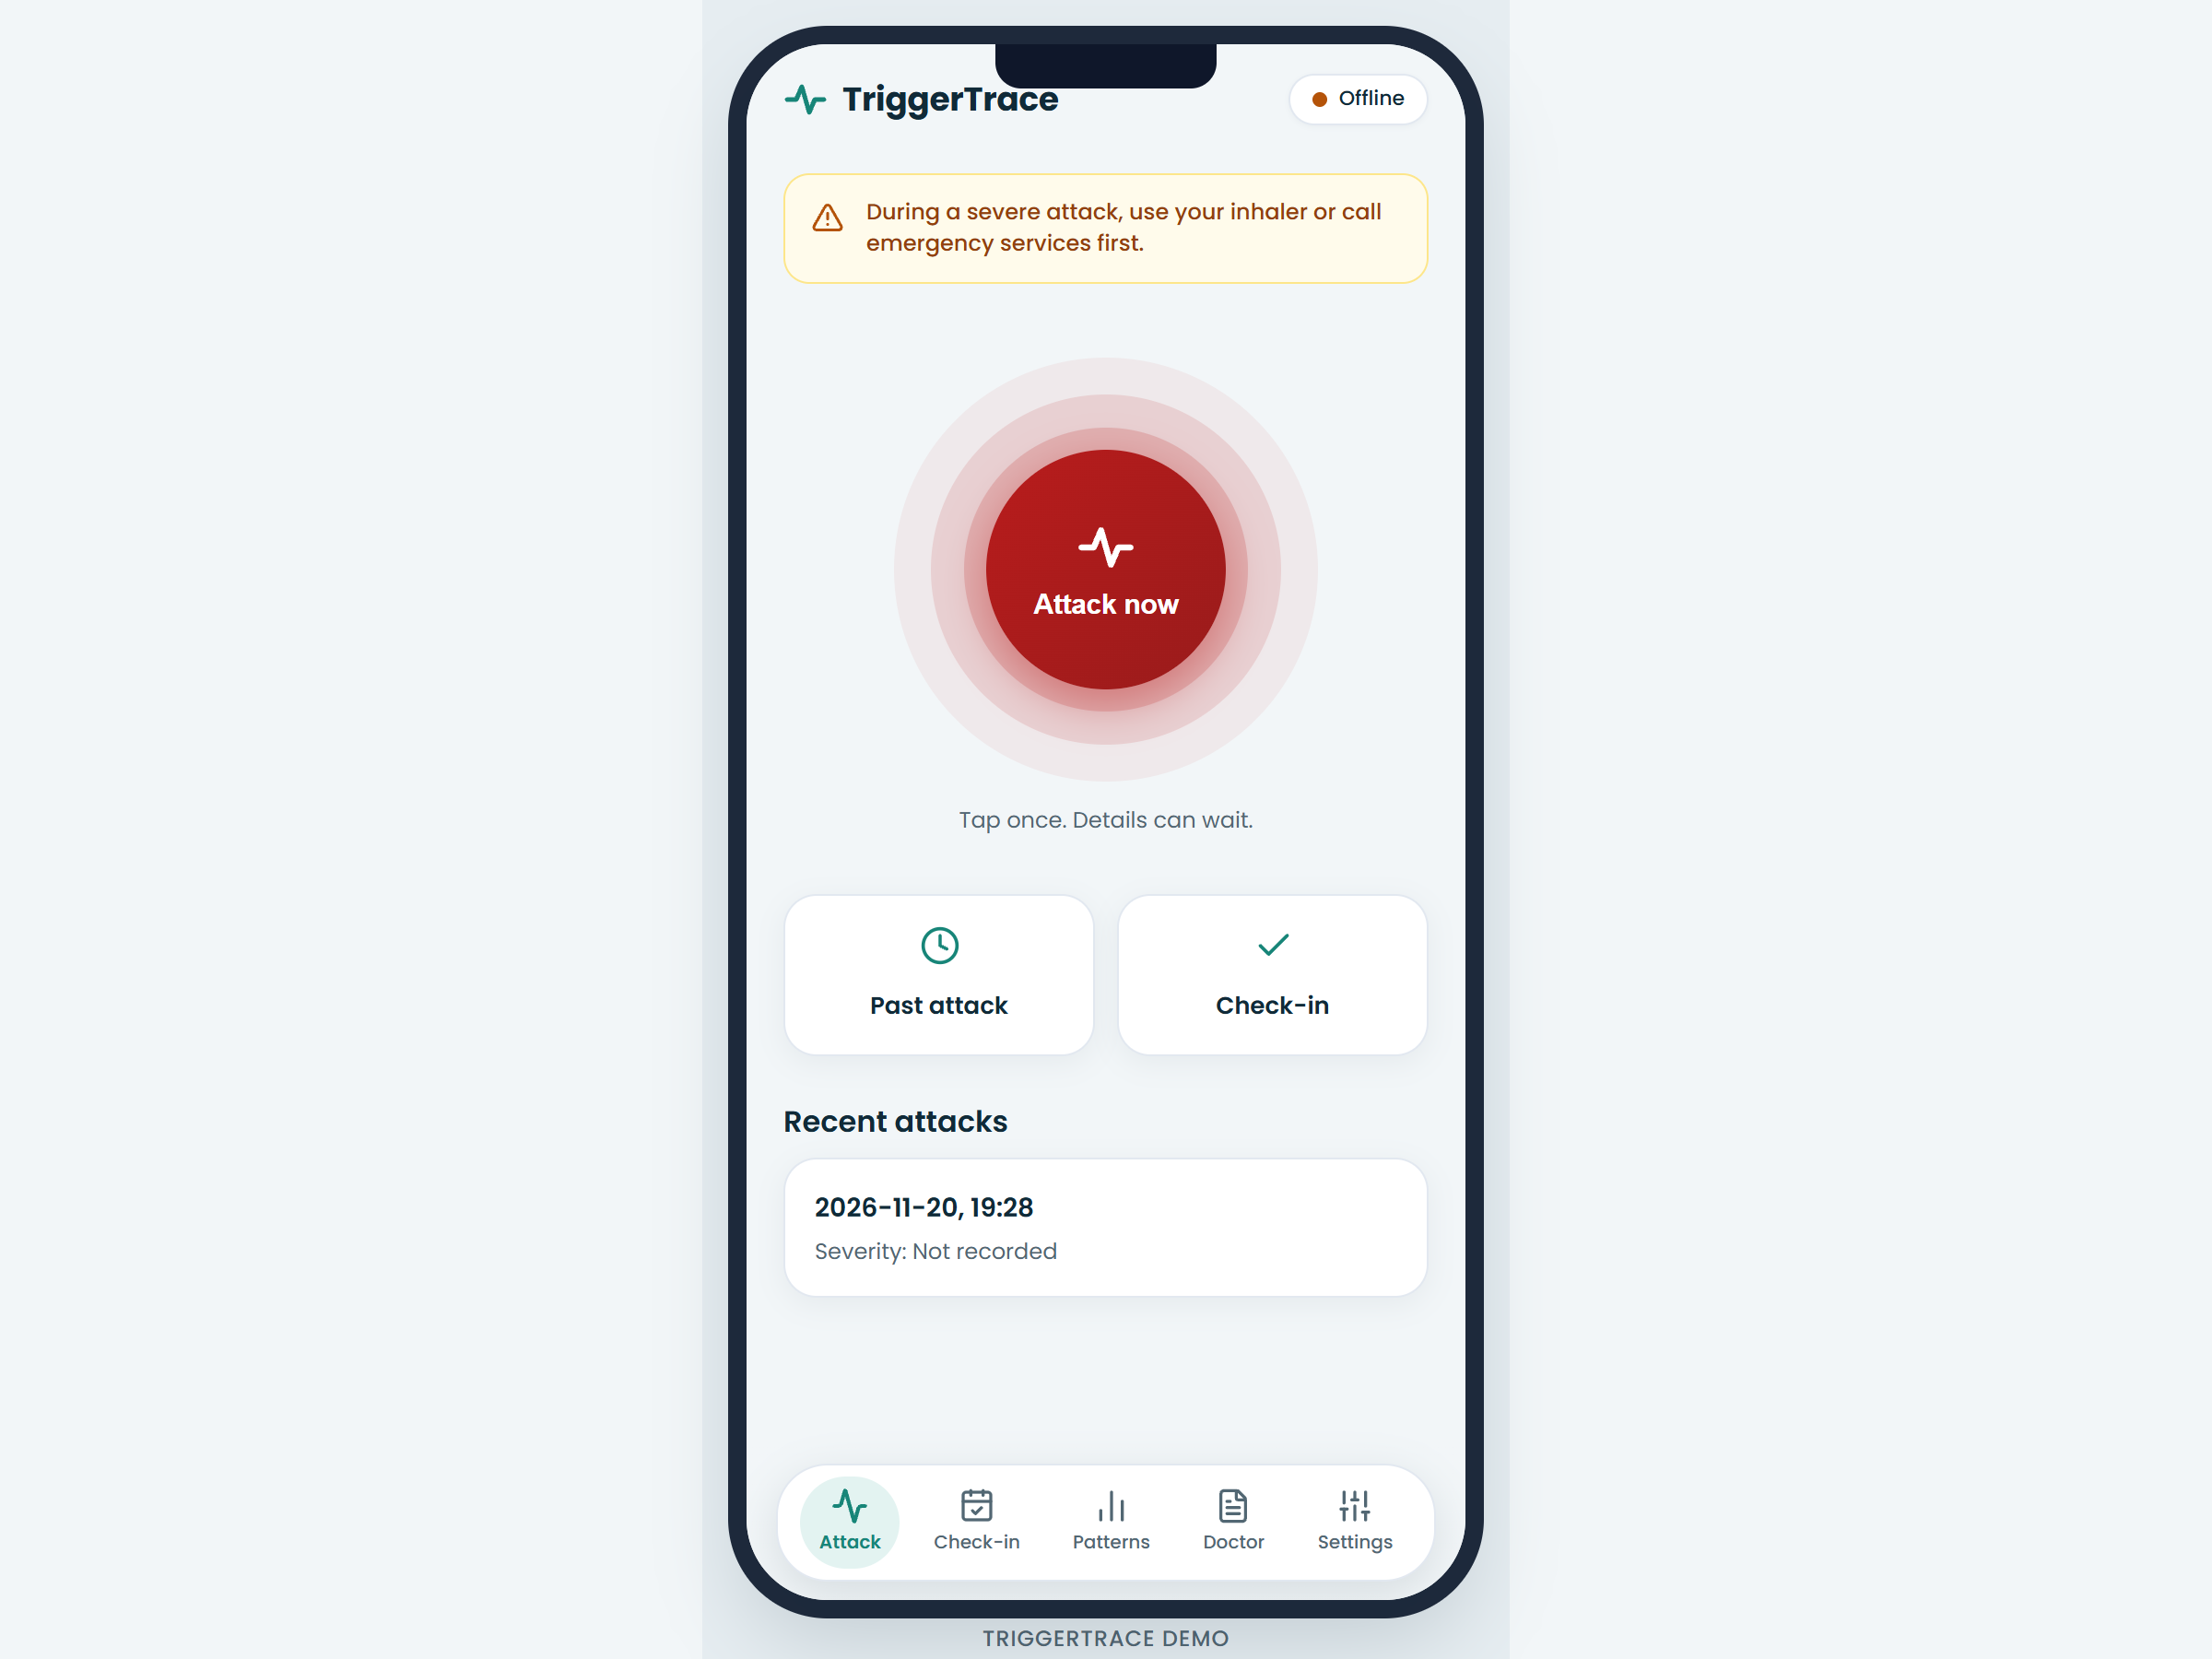 TriggerTrace
Offline
During a severe attack, use your inhaler or call
emergency services first.
Attack now
Tap once. Details can wait.
Past attack
Check-in
Recent attacks
2026-11-20, 19:28
Severity: Not recorded
Attack
Check-in
Patterns
Doctor
Settings
TRIGGERTRACE DEMO